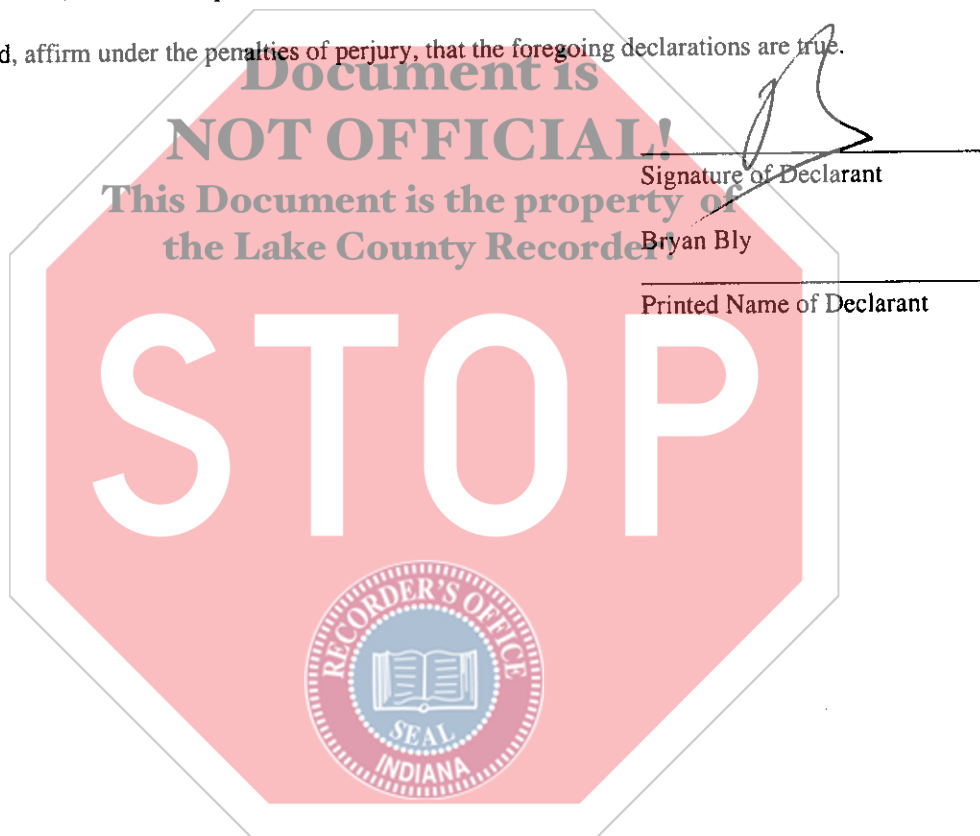 d, affirm under the penalties of perjury, that the foregoing declarations are true.
Document is
NOT OFFICIAL!
This Document is the property of
the Lake County Recorder!
Signature of Declarant
Bryan Bly
Printed Name of Declarant
STOP
RECORDER'S OFFICE
SEAL
INDIANA